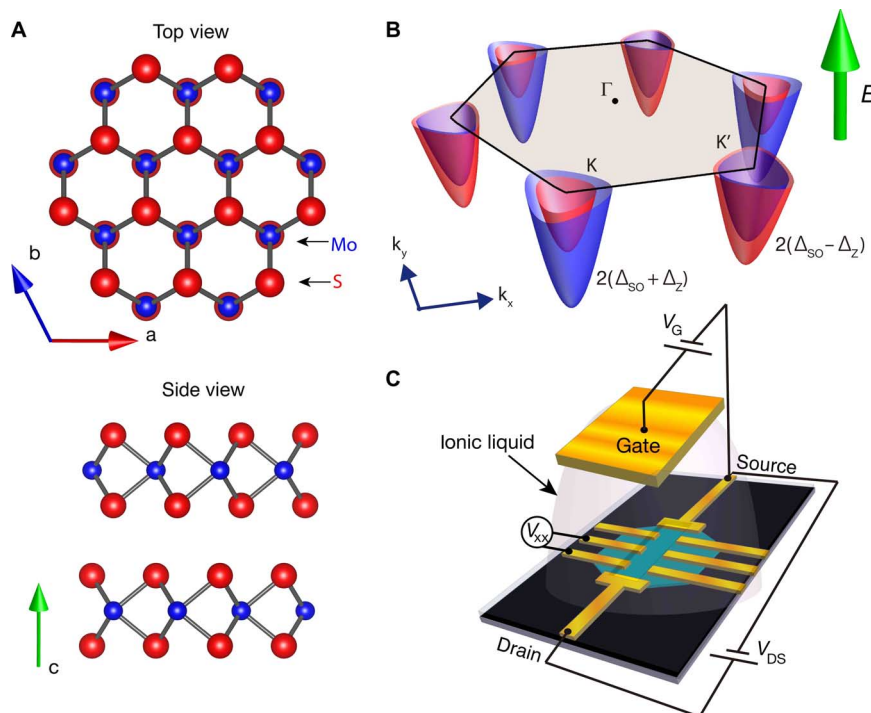 A
Top view
Mo
S
b
a
Side view
c
B
Γ
K
K′
k_y
k_x
2(Δ_SO + Δ_Z)
2(Δ_SO − Δ_Z)
C
V_G
Ionic liquid
Gate
Source
V_xx
Drain
V_DS